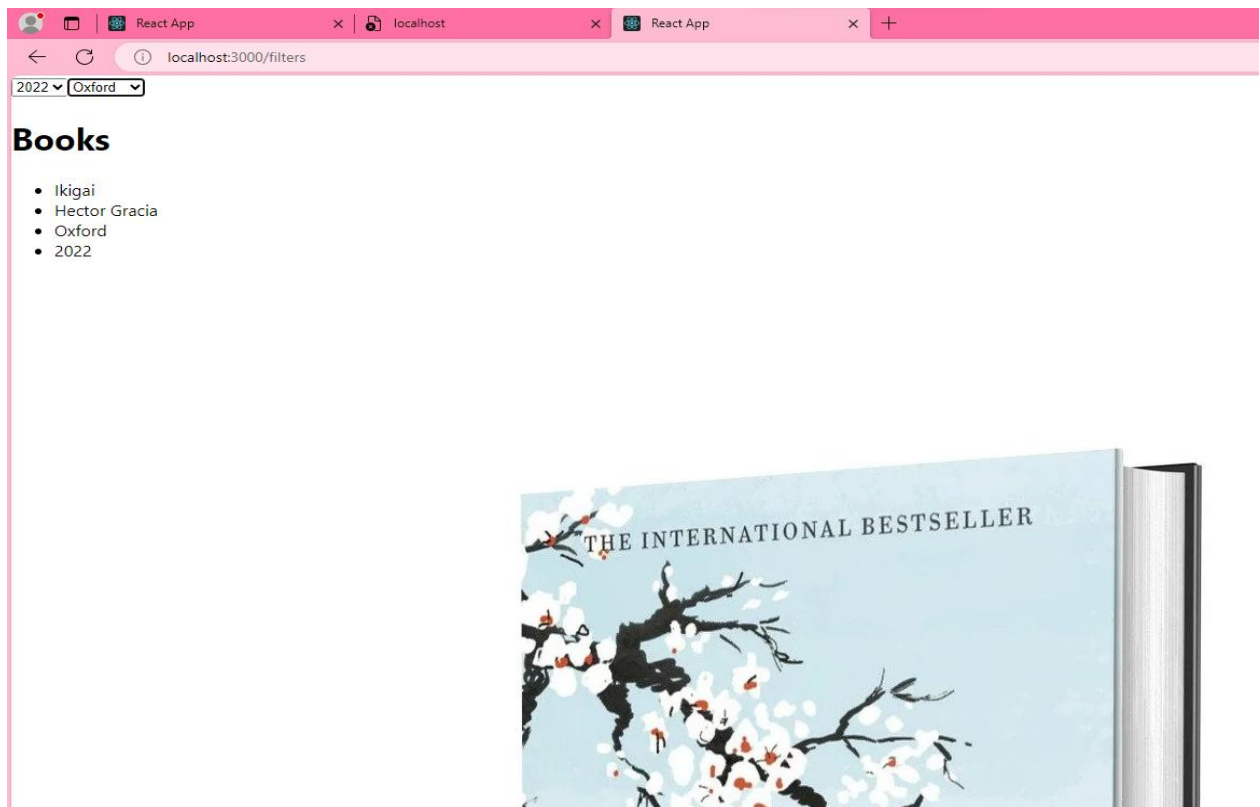 React App
localhost
React App
localhost:3000/filters
2022 Oxford
Books
Ikigai
Hector Gracia
Oxford
2022
THE INTERNATIONAL BESTSELLER